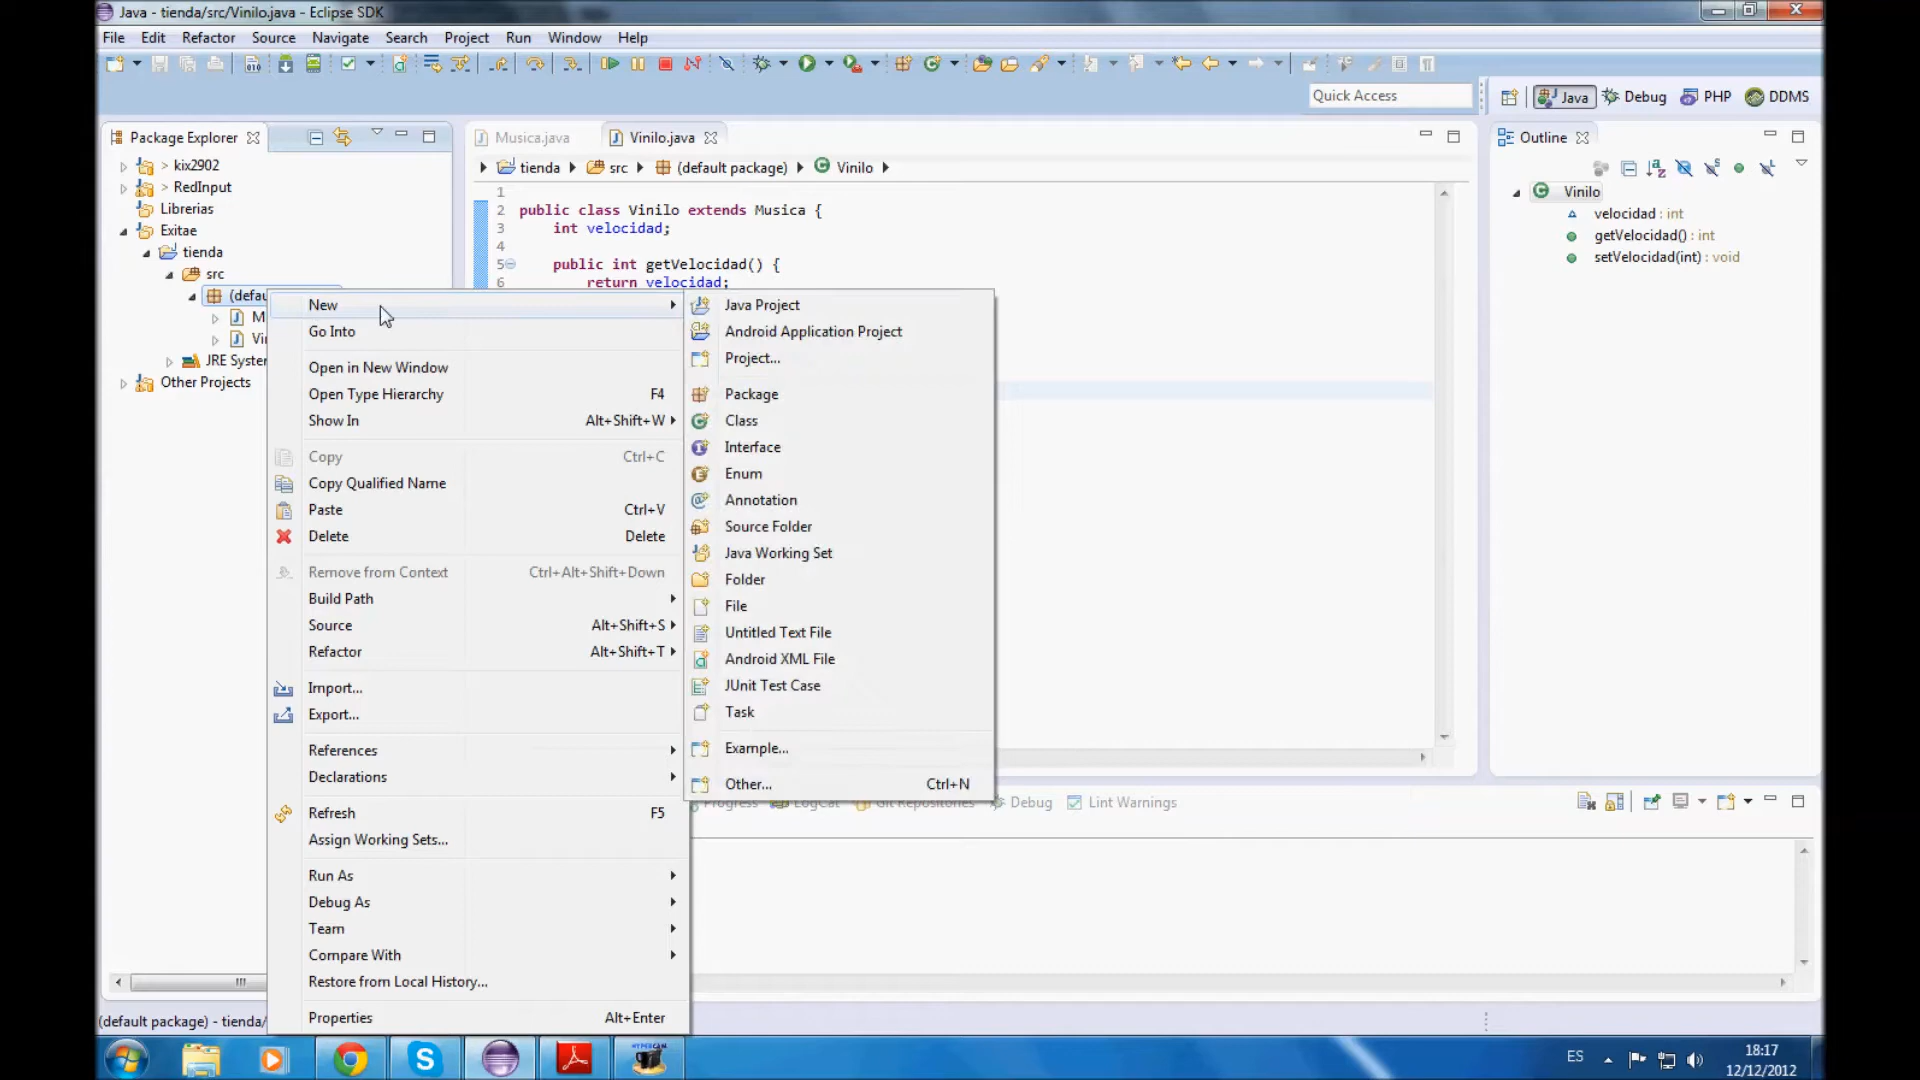 Java - tienda/src/Vinilo.java - Eclipse SDK
File Edit Refactor Source Navigate Search Project Run Window Help
Quick Access
Java Debug PHP DDMS
Package Explorer
Musica.java
Vinilo.java
Outline
> kix2902
> RedInput
Librerias
Exitae
tienda
src
(defau
M
Vi
JRE System
Other Projects
tienda src (default package) Vinilo
1
2 public class Vinilo extends Musica {
3 int velocidad;
4
5 public int getVelocidad() {
6 return velocidad;
Vinilo
velocidad : int
getVelocidad() : int
setVelocidad(int) : void
New
Go Into
Open in New Window
Open Type Hierarchy F4
Show In Alt+Shift+W
Copy Ctrl+C
Copy Qualified Name
Paste Ctrl+V
Delete Delete
Remove from Context Ctrl+Alt+Shift+Down
Build Path
Source Alt+Shift+S
Refactor Alt+Shift+T
Import...
Export...
References
Declarations
Refresh F5
Assign Working Sets...
Run As
Debug As
Team
Compare With
Restore from Local History...
Properties Alt+Enter
Java Project
Android Application Project
Project...
Package
Class
Interface
Enum
Annotation
Source Folder
Java Working Set
Folder
File
Untitled Text File
Android XML File
JUnit Test Case
Task
Example...
Other... Ctrl+N
Progress LogCat Git Repositories Debug Lint Warnings
(default package) - tienda/
HYPERCAM
ES
18:17
12/12/2012